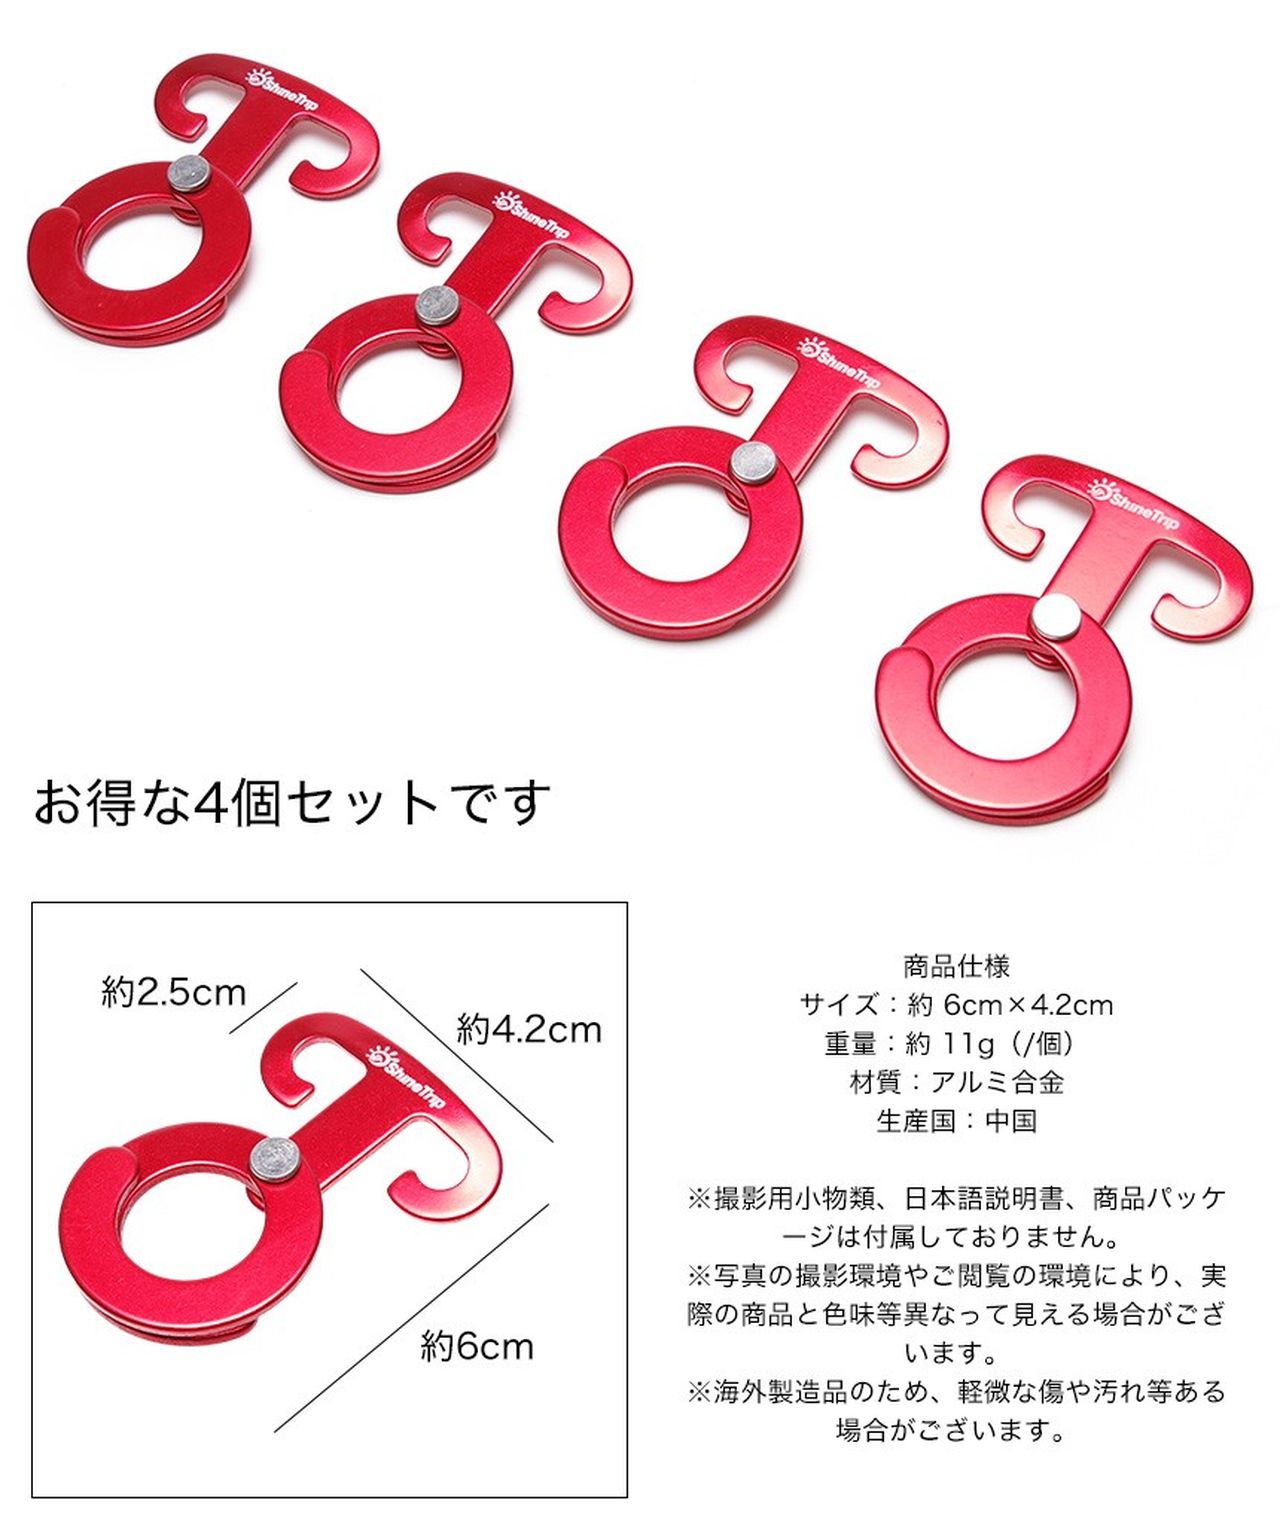 ShineTrip
ShineTrip
ShineTrip
ShineTrip
お得な4個セットです
約2.5cm
約4.2cm
ShineTrip
約6cm
商品仕様
サイズ：約 6cm×4.2cm
重量：約 11g（/個）
材質：アルミ合金
生産国：中国
※撮影用小物類、日本語説明書、商品パッケ
ージは付属しておりません。
※写真の撮影環境やご閲覧の環境により、実
際の商品と色味等異なって見える場合がござ
います。
※海外製造品のため、軽微な傷や汚れ等ある
場合がございます。